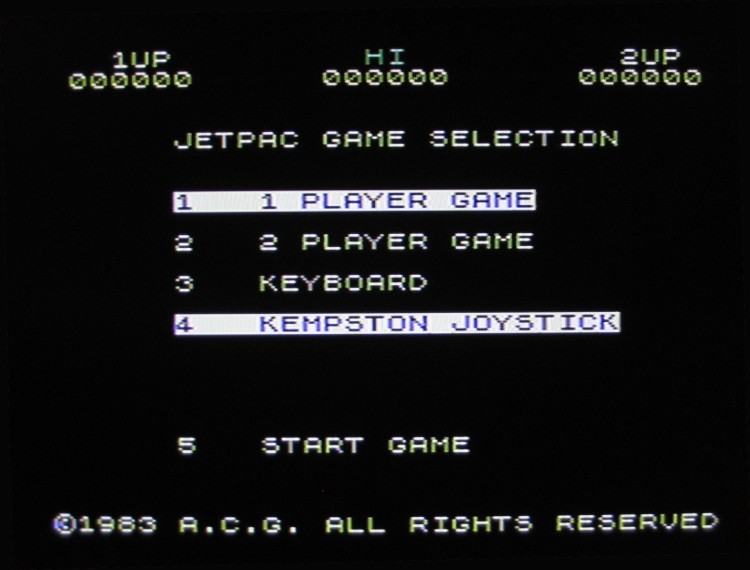 1UP HI 2UP
000000 000000 000000
JETPAC GAME SELECTION
1 1 PLAYER GAME
2 2 PLAYER GAME
3 KEYBOARD
4 KEMPSTON JOYSTICK
5 START GAME
©1983 A.C.G. ALL RIGHTS RESERVED